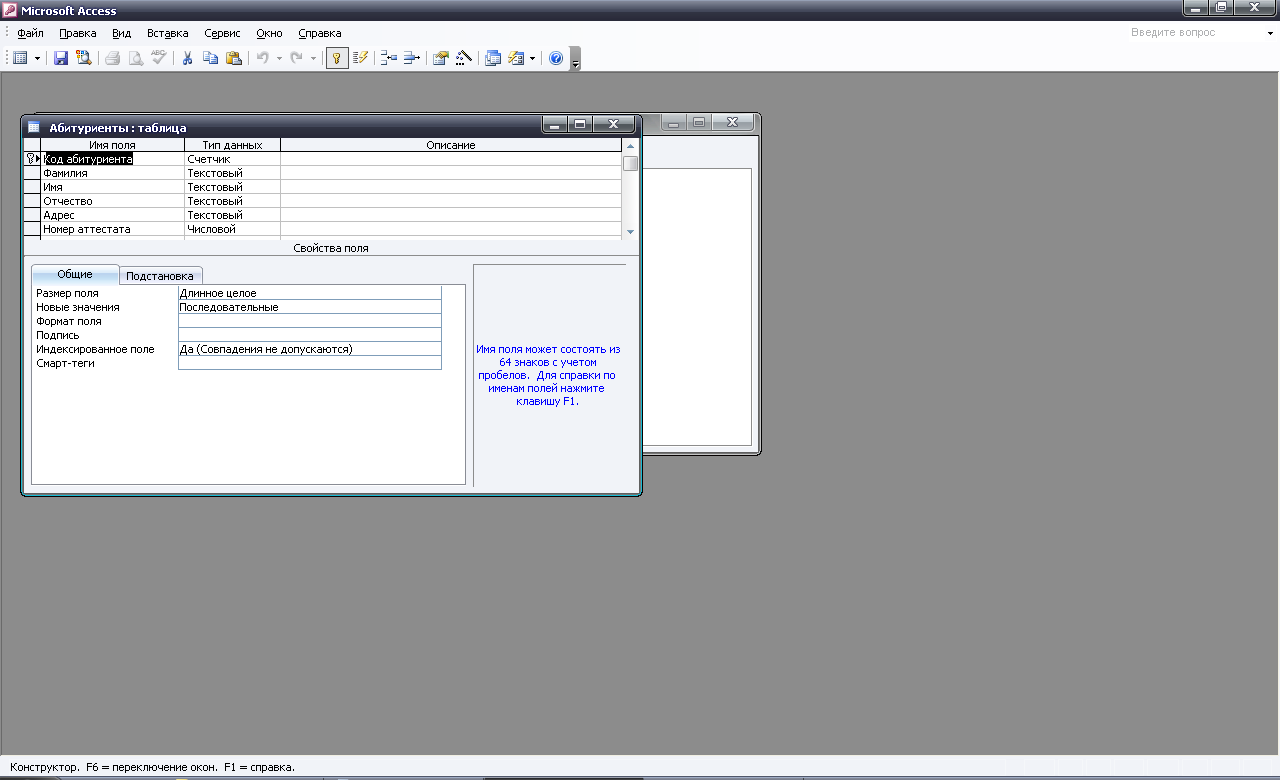 Microsoft Access
Файл Правка Вид Вставка Сервис Окно Справка Введите вопрос
Абитуриенты : таблица
Имя поля Тип данных Описание
Код абитуриента Счетчик
Фамилия Текстовый
Имя Текстовый
Отчество Текстовый
Адрес Текстовый
Номер аттестата Числовой
Свойства поля
Общие Подстановка
Размер поля Длинное целое
Новые значения Последовательные
Формат поля
Подпись
Индексированное поле Да (Совпадения не допускаются)
Смарт-теги
Имя поля может состоять из
64 знаков с учетом
пробелов. Для справки по
именам полей нажмите
клавишу F1.
Конструктор. F6 = переключение окон. F1 = справка.